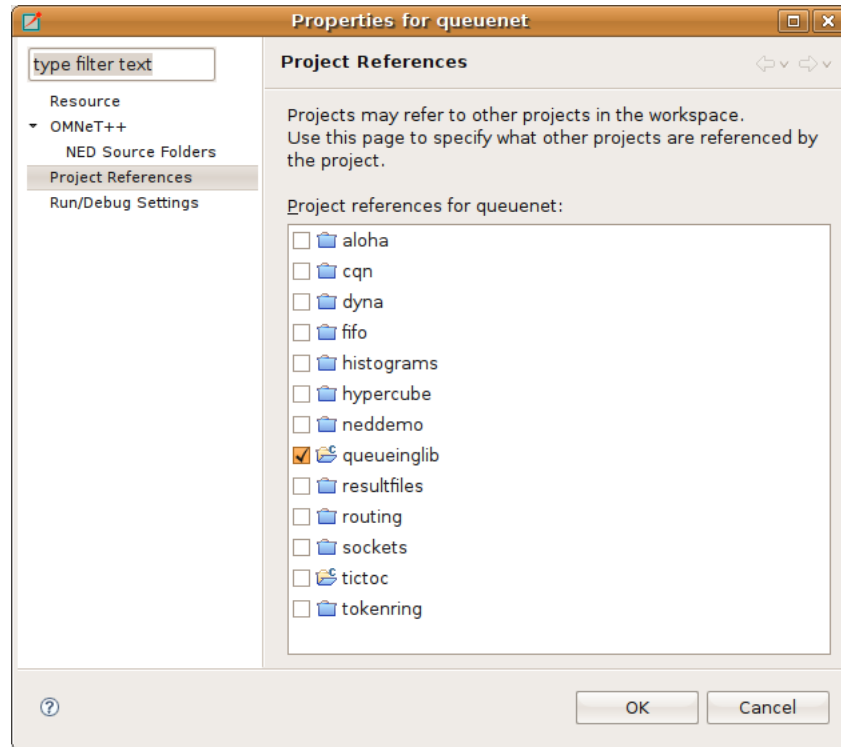 Properties for queuenet
type filter text
Project References
Resource
OMNeT++
NED Source Folders
Project References
Run/Debug Settings
Projects may refer to other projects in the workspace.
Use this page to specify what other projects are referenced by
the project.
Project references for queuenet:
aloha
cqn
dyna
fifo
histograms
hypercube
neddemo
queueinglib
resultfiles
routing
sockets
tictoc
tokenring
OK
Cancel